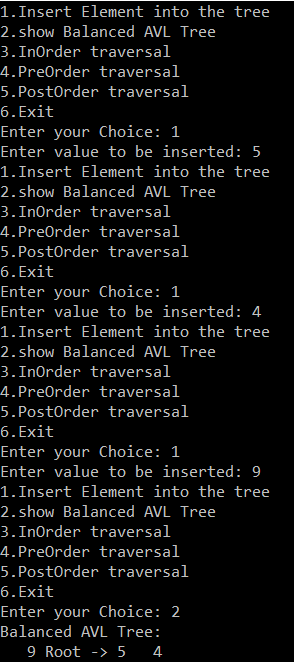 1.Insert Element into the tree
2.show Balanced AVL Tree
3.InOrder traversal
4.PreOrder traversal
5.PostOrder traversal
6.Exit
Enter your Choice: 1
Enter value to be inserted: 5
1.Insert Element into the tree
2.show Balanced AVL Tree
3.InOrder traversal
4.PreOrder traversal
5.PostOrder traversal
6.Exit
Enter your Choice: 1
Enter value to be inserted: 4
1.Insert Element into the tree
2.show Balanced AVL Tree
3.InOrder traversal
4.PreOrder traversal
5.PostOrder traversal
6.Exit
Enter your Choice: 1
Enter value to be inserted: 9
1.Insert Element into the tree
2.show Balanced AVL Tree
3.InOrder traversal
4.PreOrder traversal
5.PostOrder traversal
6.Exit
Enter your Choice: 2
Balanced AVL Tree:
   9 Root -> 5   4